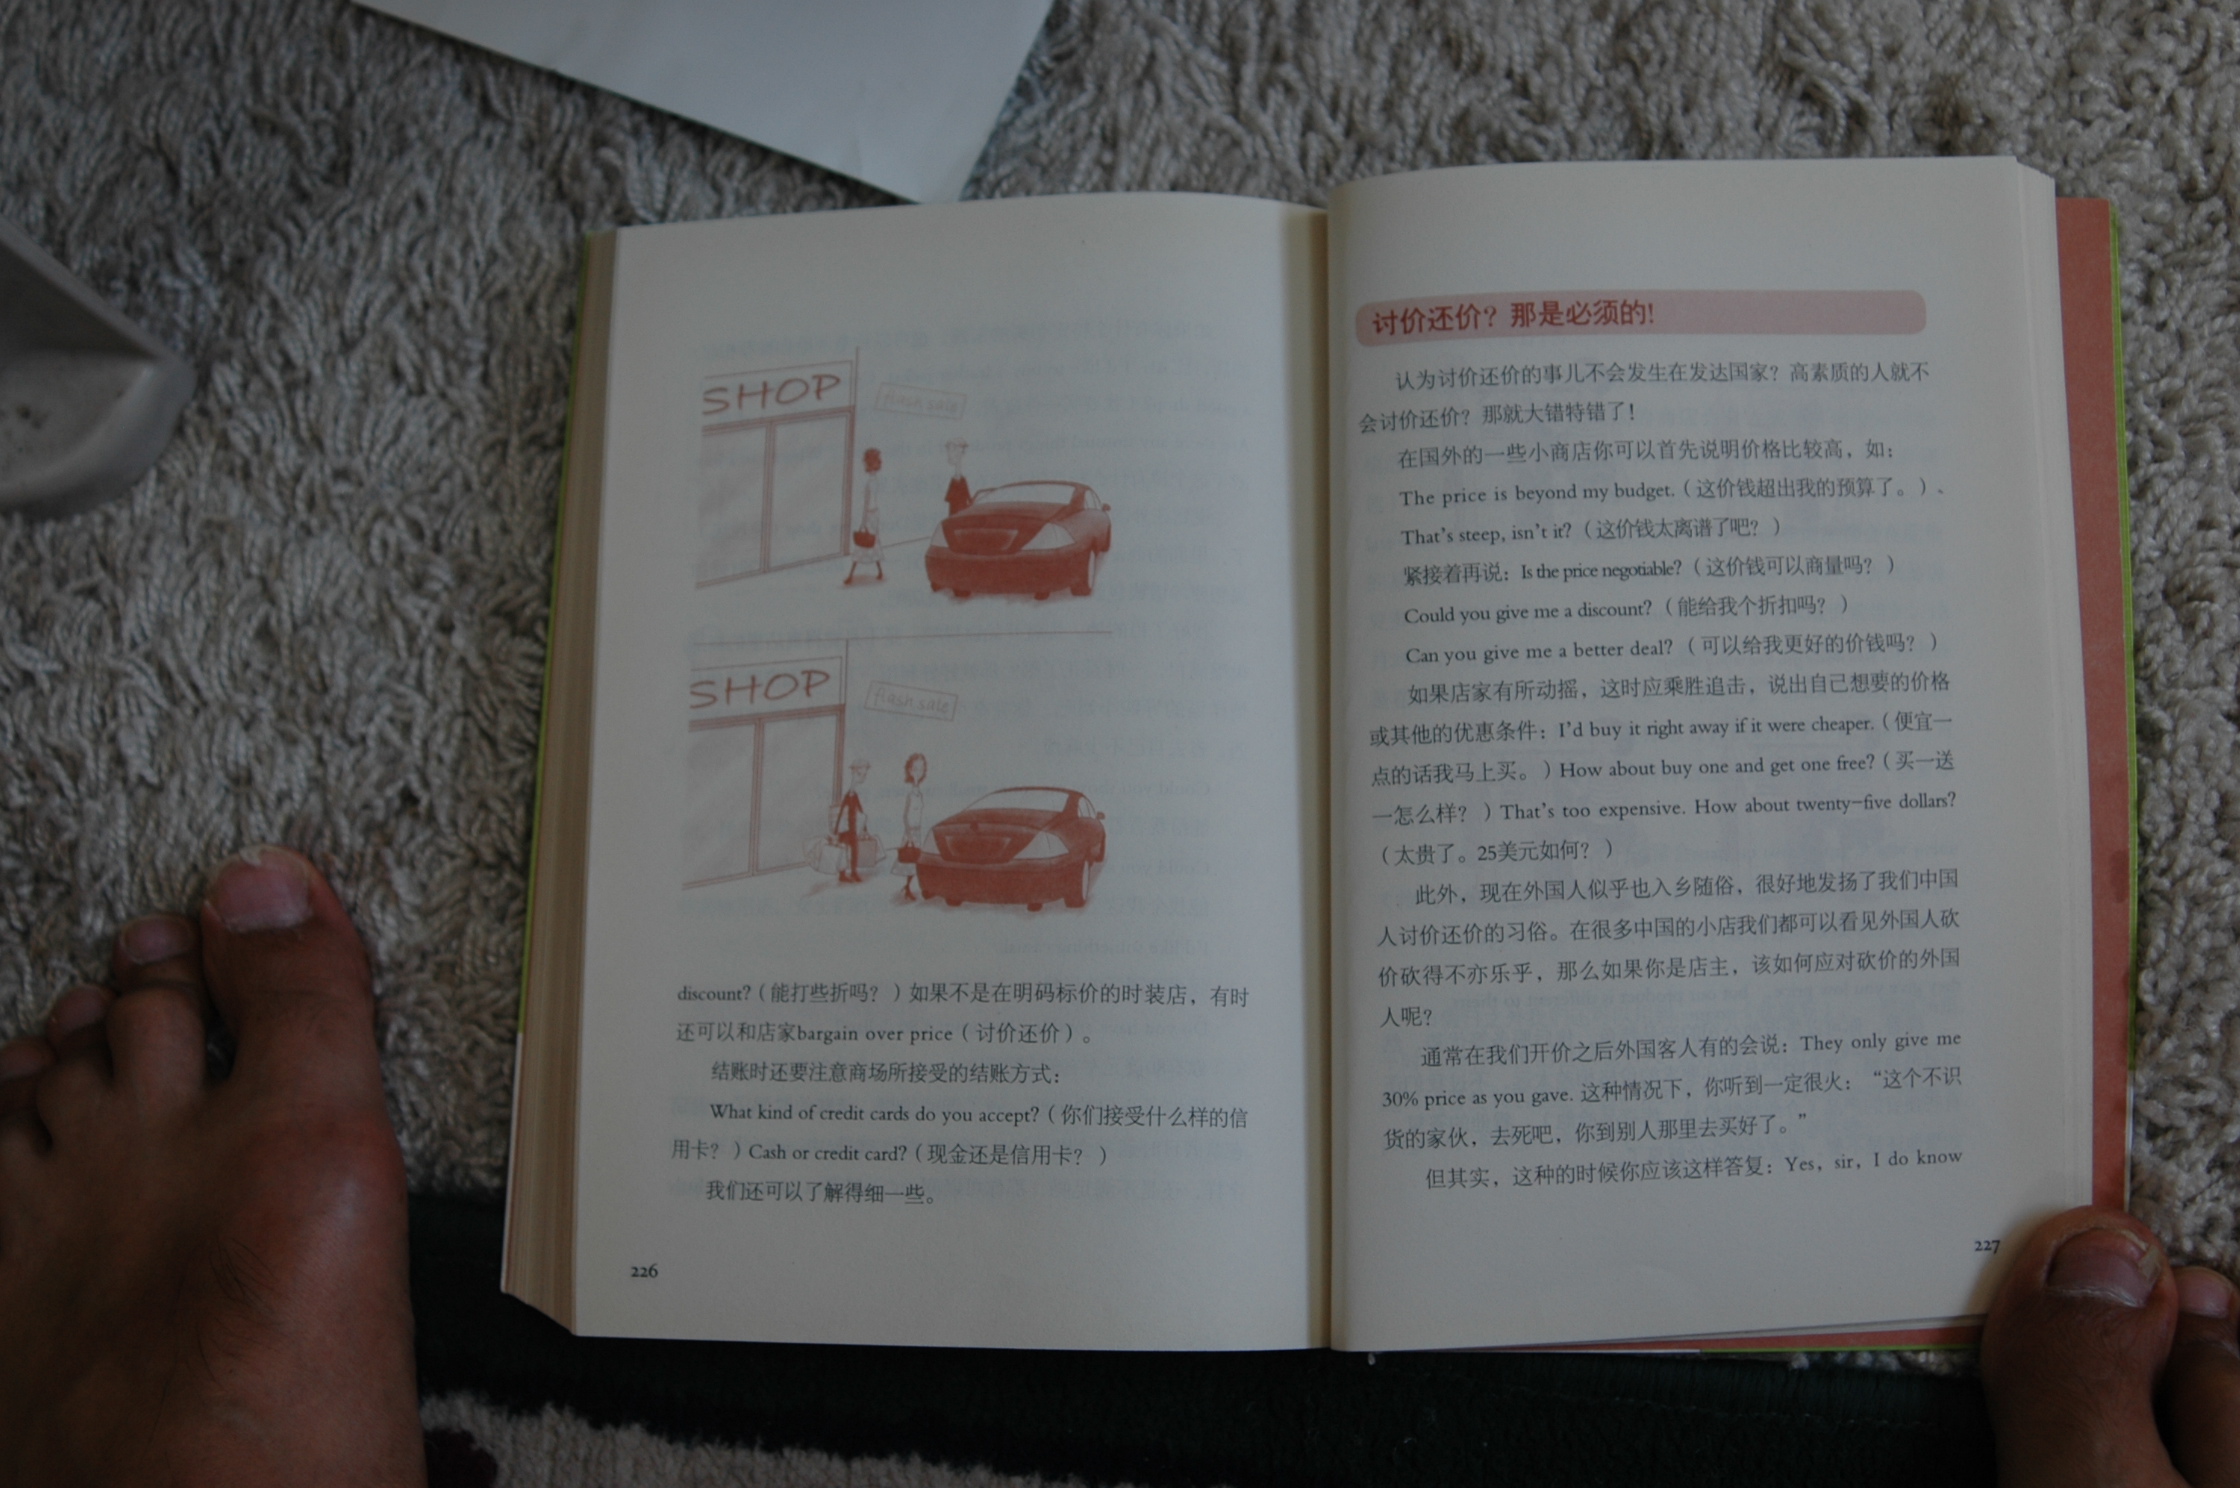 SHOP
flash sale
SHOP
flash sale
discount?（能打些折吗？）如果不是在明码标价的时装店，有时
还可以和店家bargain over price（讨价还价）。
结账时还要注意商场所接受的结账方式：
What kind of credit cards do you accept?（你们接受什么样的信
用卡？）Cash or credit card?（现金还是信用卡？）
我们还可以了解得细一些。
226
讨价还价？那是必须的!
认为讨价还价的事儿不会发生在发达国家？高素质的人就不
会讨价还价？那就大错特错了！
在国外的一些小商店你可以首先说明价格比较高，如：
The price is beyond my budget.（这价钱超出我的预算了。）、
That's steep, isn't it?（这价钱太离谱了吧？）
紧接着再说：Is the price negotiable?（这价钱可以商量吗？）
Could you give me a discount?（能给我个折扣吗？）
Can you give me a better deal?（可以给我更好的价钱吗？）
如果店家有所动摇，这时应乘胜追击，说出自己想要的价格
或其他的优惠条件：I'd buy it right away if it were cheaper.（便宜一
点的话我马上买。）How about buy one and get one free?（买一送
一怎么样？）That's too expensive. How about twenty-five dollars?
（太贵了。25美元如何？）
此外，现在外国人似乎也入乡随俗，很好地发扬了我们中国
人讨价还价的习俗。在很多中国的小店我们都可以看见外国人砍
价砍得不亦乐乎，那么如果你是店主，该如何应对砍价的外国
人呢？
通常在我们开价之后外国客人有的会说：They only give me
30% price as you gave. 这种情况下，你听到一定很火：“这个不识
货的家伙，去死吧，你到别人那里去买好了。”
但其实，这种的时候你应该这样答复：Yes, sir, I do know
227